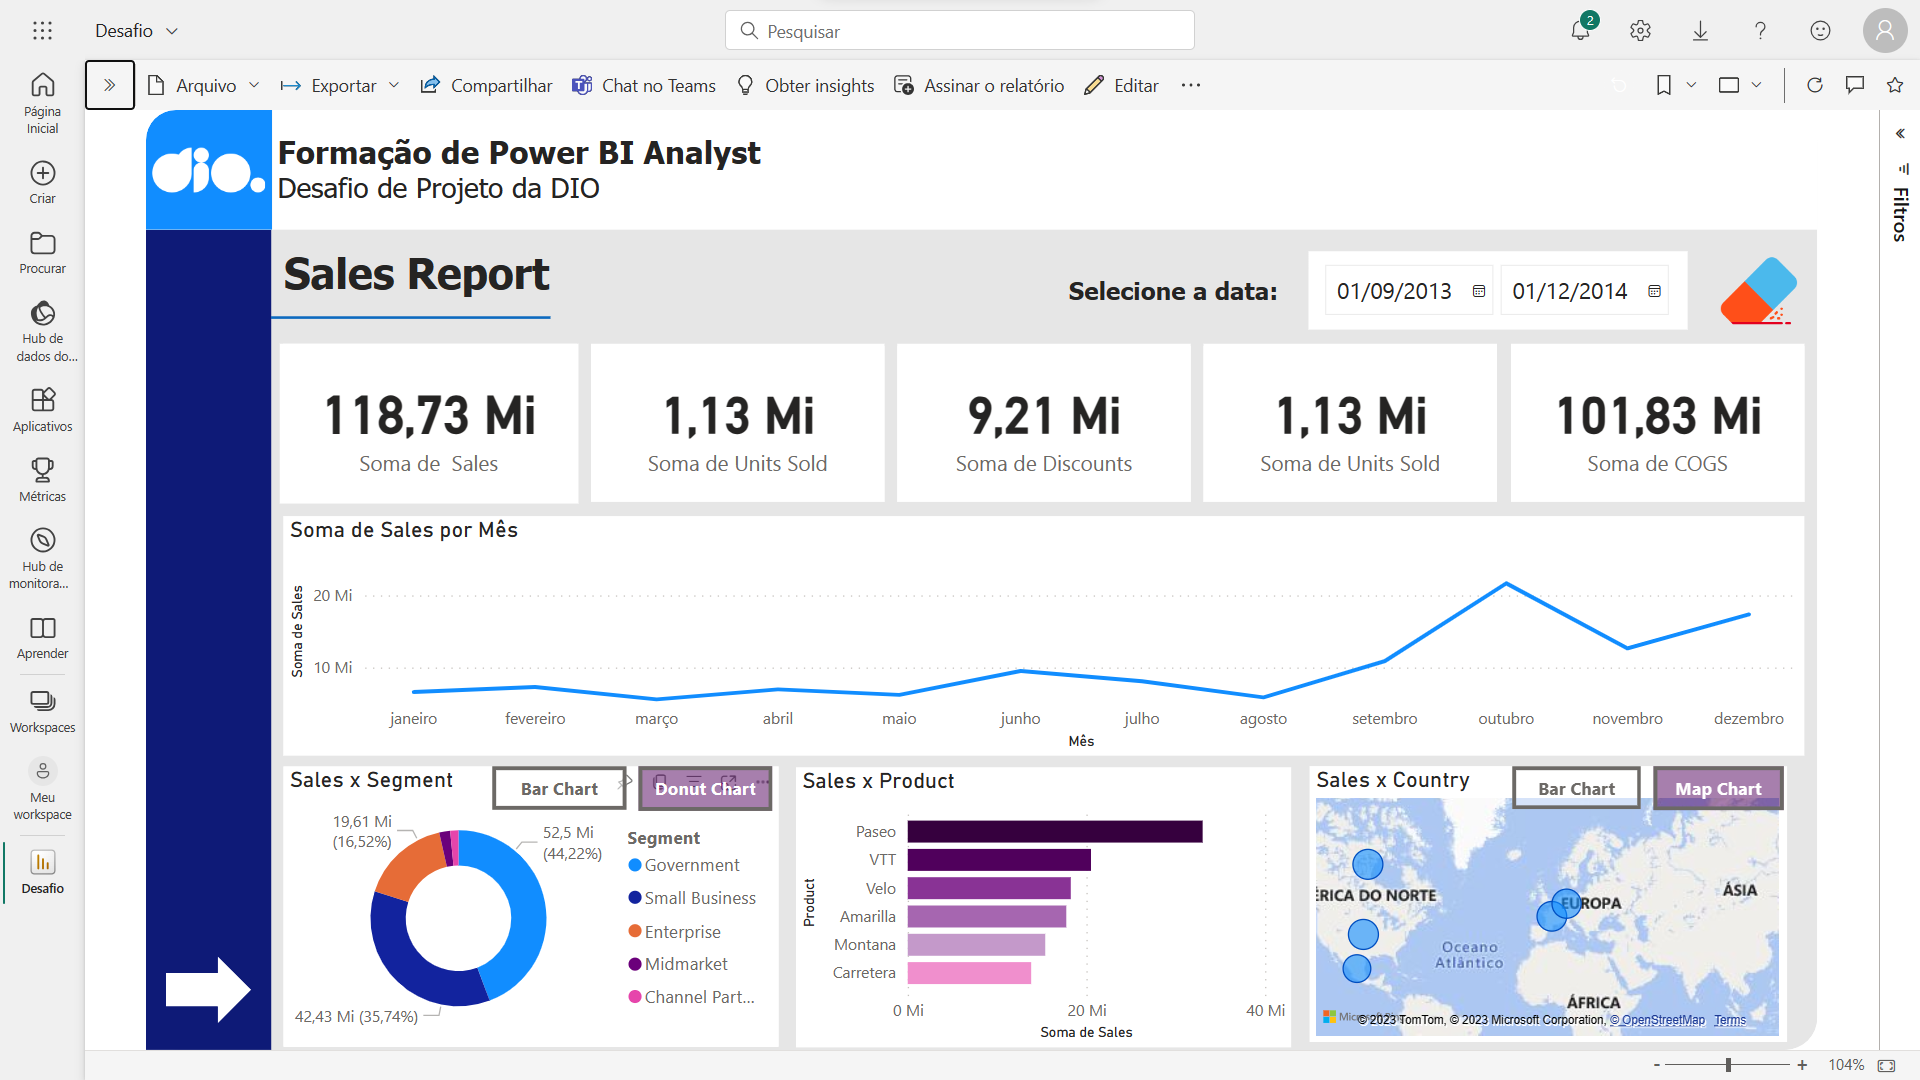 Desafio
Pesquisar
2
Página
Inicial
Criar
Procurar
Hub de
dados do...
Aplicativos
Métricas
Hub de
monitora...
Aprender
Workspaces
Meu
workspace
Desafio
Arquivo
Exportar
Compartilhar
Chat no Teams
Obter insights
Assinar o relatório
Editar
Filtros
dio.
Formação de Power BI Analyst
Desafio de Projeto da DIO
Sales Report
Selecione a data:
01/09/2013
01/12/2014
118,73 Mi
Soma de  Sales
1,13 Mi
Soma de Units Sold
9,21 Mi
Soma de Discounts
1,13 Mi
Soma de Units Sold
101,83 Mi
Soma de COGS
Soma de Sales por Mês
Soma de Sales
20 Mi
10 Mi
janeiro fevereiro março abril maio junho julho agosto setembro outubro novembro dezembro
Mês
Sales x Segment
Bar Chart
Donut Chart
19,61 Mi
(16,52%)
52,5 Mi
(44,22%)
42,43 Mi (35,74%)
Segment
Government
Small Business
Enterprise
Midmarket
Channel Part...
Sales x Product
Product
Paseo
VTT
Velo
Amarilla
Montana
Carretera
0 Mi 20 Mi 40 Mi
Soma de Sales
Sales x Country
Bar Chart
Map Chart
ÉRICA DO NORTE
EUROPA
ÁSIA
Oceano
Atlântico
ÁFRICA
© 2023 TomTom, © 2023 Microsoft Corporation, © OpenStreetMap Terms
- + 104%